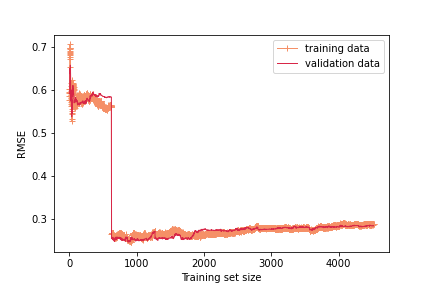 training data
validation data
0.7
0.6
0.5
0.4
0.3
RMSE
0
1000
2000
3000
4000
Training set size